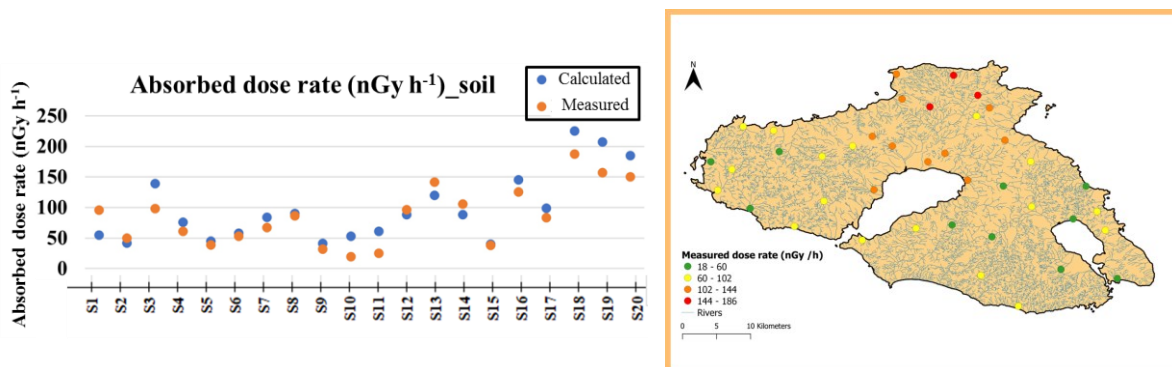 Absorbed dose rate (nGy h-1)_soil
Calculated
Measured
Absorbed dose rate (nGy h-1)
250
200
150
100
50
0
S1
S2
S3
S4
S5
S6
S7
S8
S9
S10
S11
S12
S13
S14
S15
S16
S17
S18
S19
S20
N
Measured dose rate (nGy /h)
18 - 60
60 - 102
102 - 144
144 - 186
Rivers
0 5 10 Kilometers